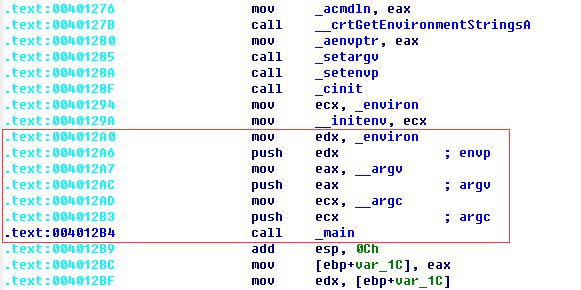 .text:00401276 mov _acmdln, eax
.text:0040127B call __crtGetEnvironmentStringsA
.text:00401280 mov _aenvptr, eax
.text:00401285 call _setargv
.text:0040128A call _setenvp
.text:0040128F call _cinit
.text:00401294 mov ecx, _environ
.text:0040129A mov __initenv, ecx
.text:004012A0 mov edx, _environ
.text:004012A6 push edx ; envp
.text:004012A7 mov eax, __argv
.text:004012AC push eax ; argv
.text:004012AD mov ecx, __argc
.text:004012B3 push ecx ; argc
.text:004012B4 call _main
.text:004012B9 add esp, 0Ch
.text:004012BC mov [ebp+var_1C], eax
.text:004012BF mov edx, [ebp+var_1C]